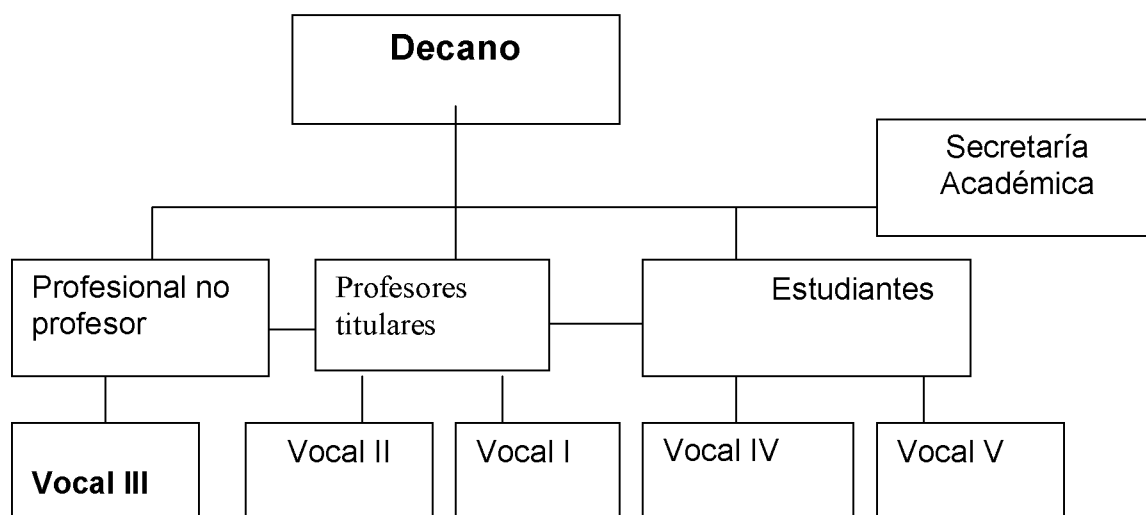 Decano
Secretaría
Académica
Profesional no
profesor
Profesores
titulares
Estudiantes
Vocal III
Vocal II
Vocal I
Vocal IV
Vocal V